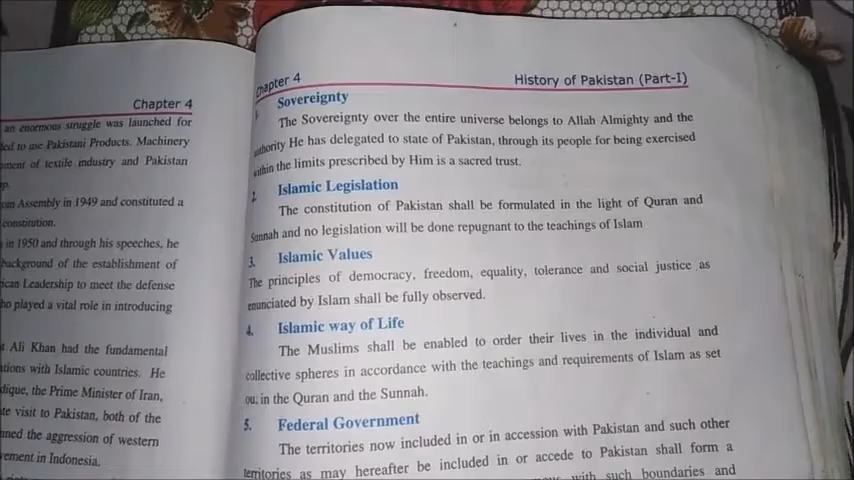 Chapter 4
an enormous struggle was launched for
to use Pakistani Products. Machinery
of textile industry and Pakistan
Assembly in 1949 and constituted a
constitution.
in 1950 and through his speeches, he
background of the establishment of
Leadership to meet the defense
played a vital role in introducing
Ali Khan had the fundamental
with Islamic countries. He
the Prime Minister of Iran,
visit to Pakistan, both of the
the aggression of western
in Indonesia.
Chapter 4 History of Pakistan (Part-I)
1. Sovereignty
The Sovereignty over the entire universe belongs to Allah Almighty and the
authority He has delegated to state of Pakistan, through its people for being exercised
within the limits prescribed by Him is a sacred trust.
2. Islamic Legislation
The constitution of Pakistan shall be formulated in the light of Quran and
Sunnah and no legislation will be done repugnant to the teachings of Islam
3. Islamic Values
The principles of democracy, freedom, equality, tolerance and social justice as
enunciated by Islam shall be fully observed.
4. Islamic way of Life
The Muslims shall be enabled to order their lives in the individual and
collective spheres in accordance with the teachings and requirements of Islam as set
out in the Quran and the Sunnah.
5. Federal Government
The territories now included in or in accession with Pakistan and such other
territories as may hereafter be included in or accede to Pakistan shall form a
with such boundaries and